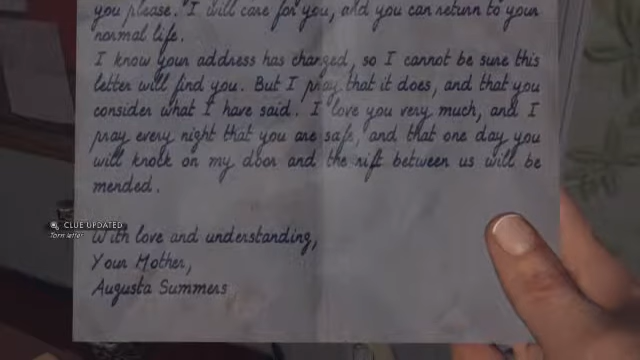 you please. I will care for you, and you can return to your
normal life.
I know your address has changed, so I cannot be sure this
letter will find you. But I pray that it does, and that you
consider what I have said. I love you very much, and I
pray every night that you are safe, and that one day you
will knock on my door and the rift between us will be
mended.
CLUE UPDATED
Torn letter
With love and understanding,
Your Mother,
Augusta Summers